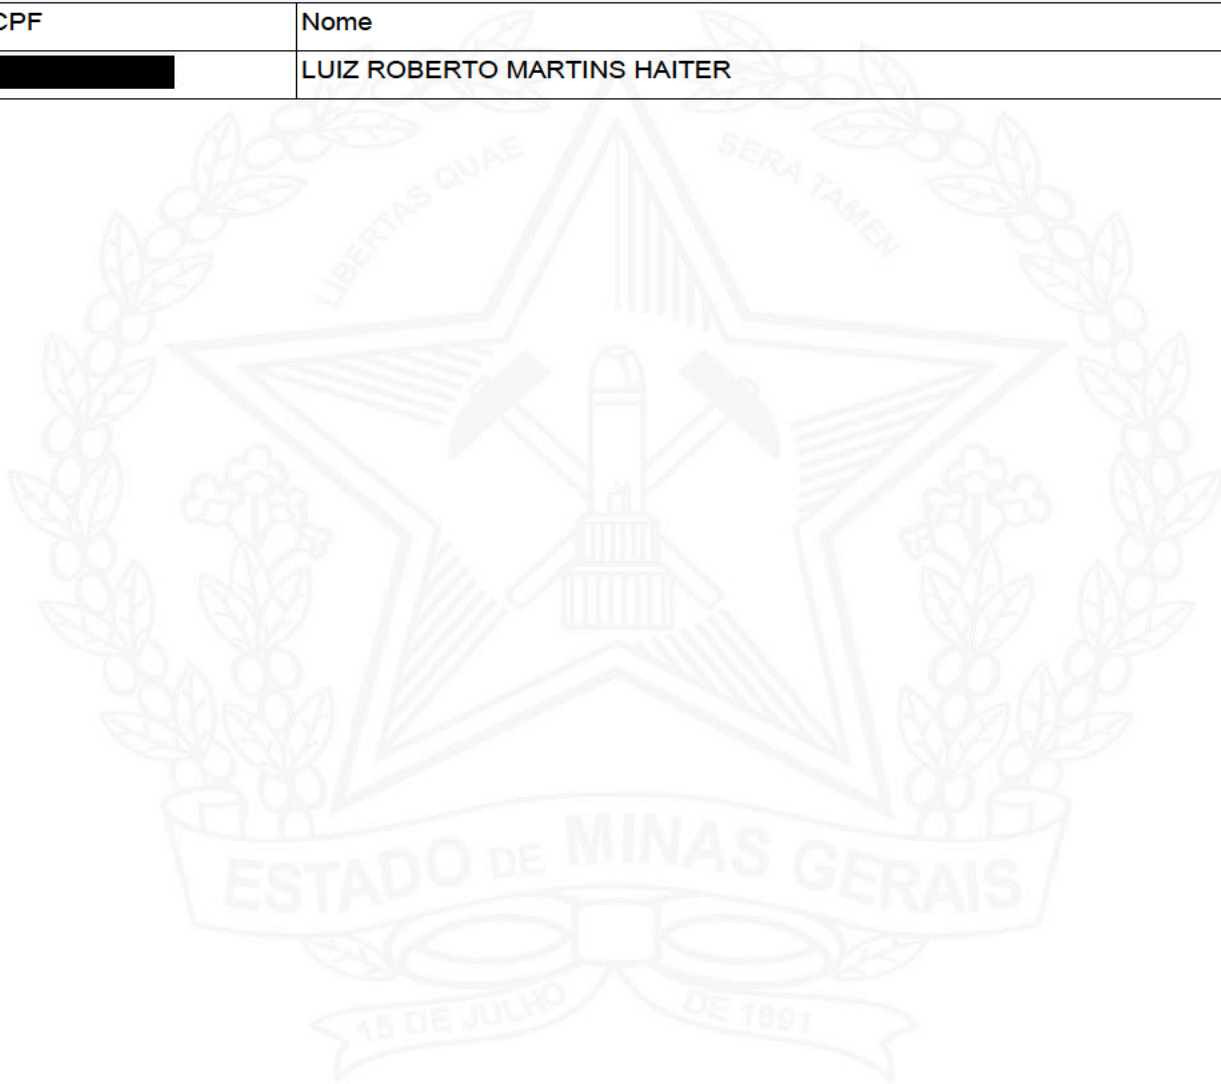 CPF Nome
LUIZ ROBERTO MARTINS HAITER
LIBERTAS QUAE SERA TAMEN
ESTADO DE MINAS GERAIS
15 DE JULHO DE 1891